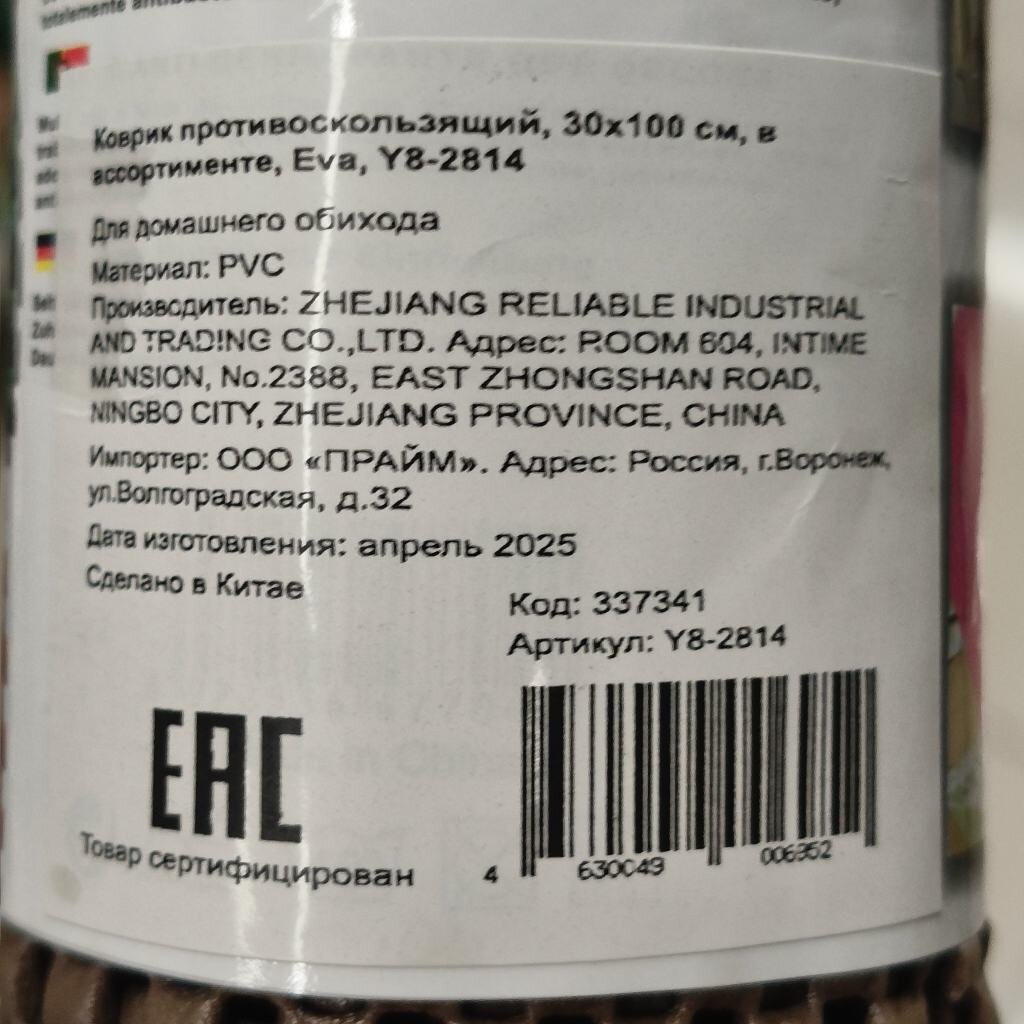 totalemente
Коврик противоскользящий, 30х100 см, в
ассортименте, Eva, Y8-2814
Для домашнего обихода
Материал: PVC
Производитель: ZHEJIANG RELIABLE INDUSTRIAL
AND TRADING CO.,LTD. Адрес: ROOM 604, INTIME
MANSION, No.2388, EAST ZHONGSHAN ROAD,
NINGBO CITY, ZHEJIANG PROVINCE, CHINA
Импортер: ООО «ПРАЙМ». Адрес: Россия, г.Воронеж,
ул.Волгоградская, д.32
Дата изготовления: апрель 2025
Сделано в Китае
Код: 337341
Артикул: Y8-2814
EAC
Товар сертифицирован
4 630049 006952